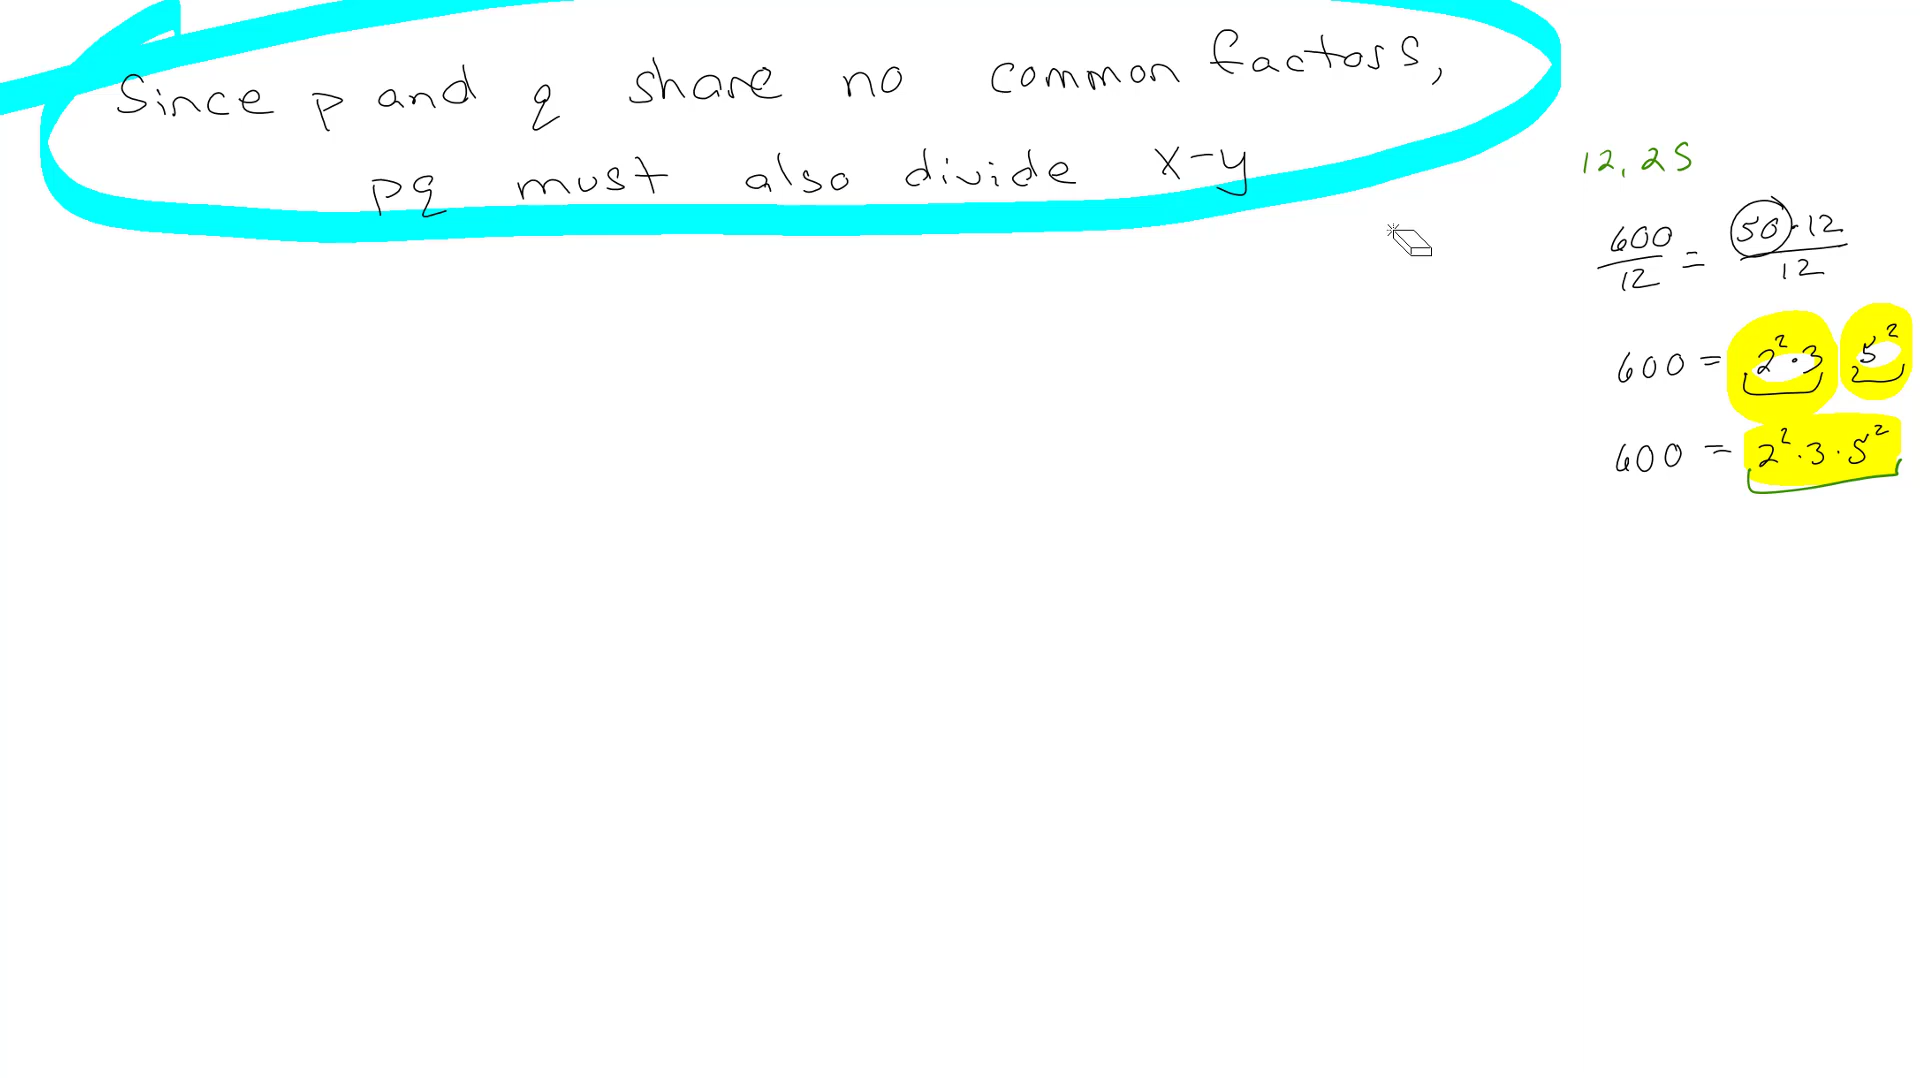 Since p and q share no common factors,
pq must also divide x-y
12, 25
600/12 = 50·12/12
600 = 2²·3 5²
2
600 = 2²·3·5²